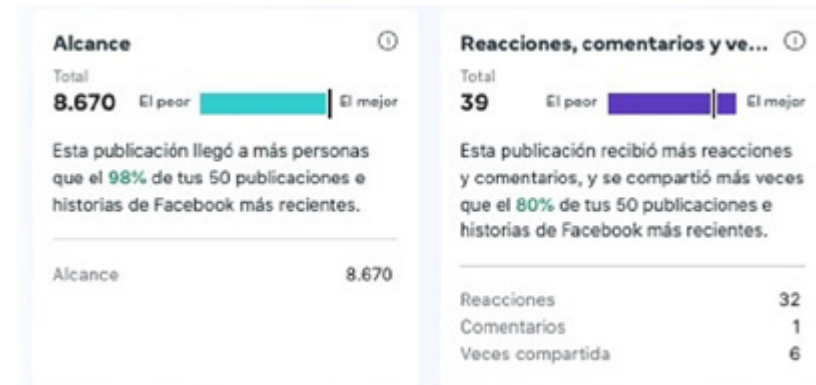 Alcance
Total
8.670 El peor El mejor
Esta publicación llegó a más personas
que el 98% de tus 50 publicaciones e
historias de Facebook más recientes.
Alcance 8.670
Reacciones, comentarios y ve...
Total
39 El peor El mejor
Esta publicación recibió más reacciones
y comentarios, y se compartió más veces
que el 80% de tus 50 publicaciones e
historias de Facebook más recientes.
Reacciones 32
Comentarios 1
Veces compartida 6